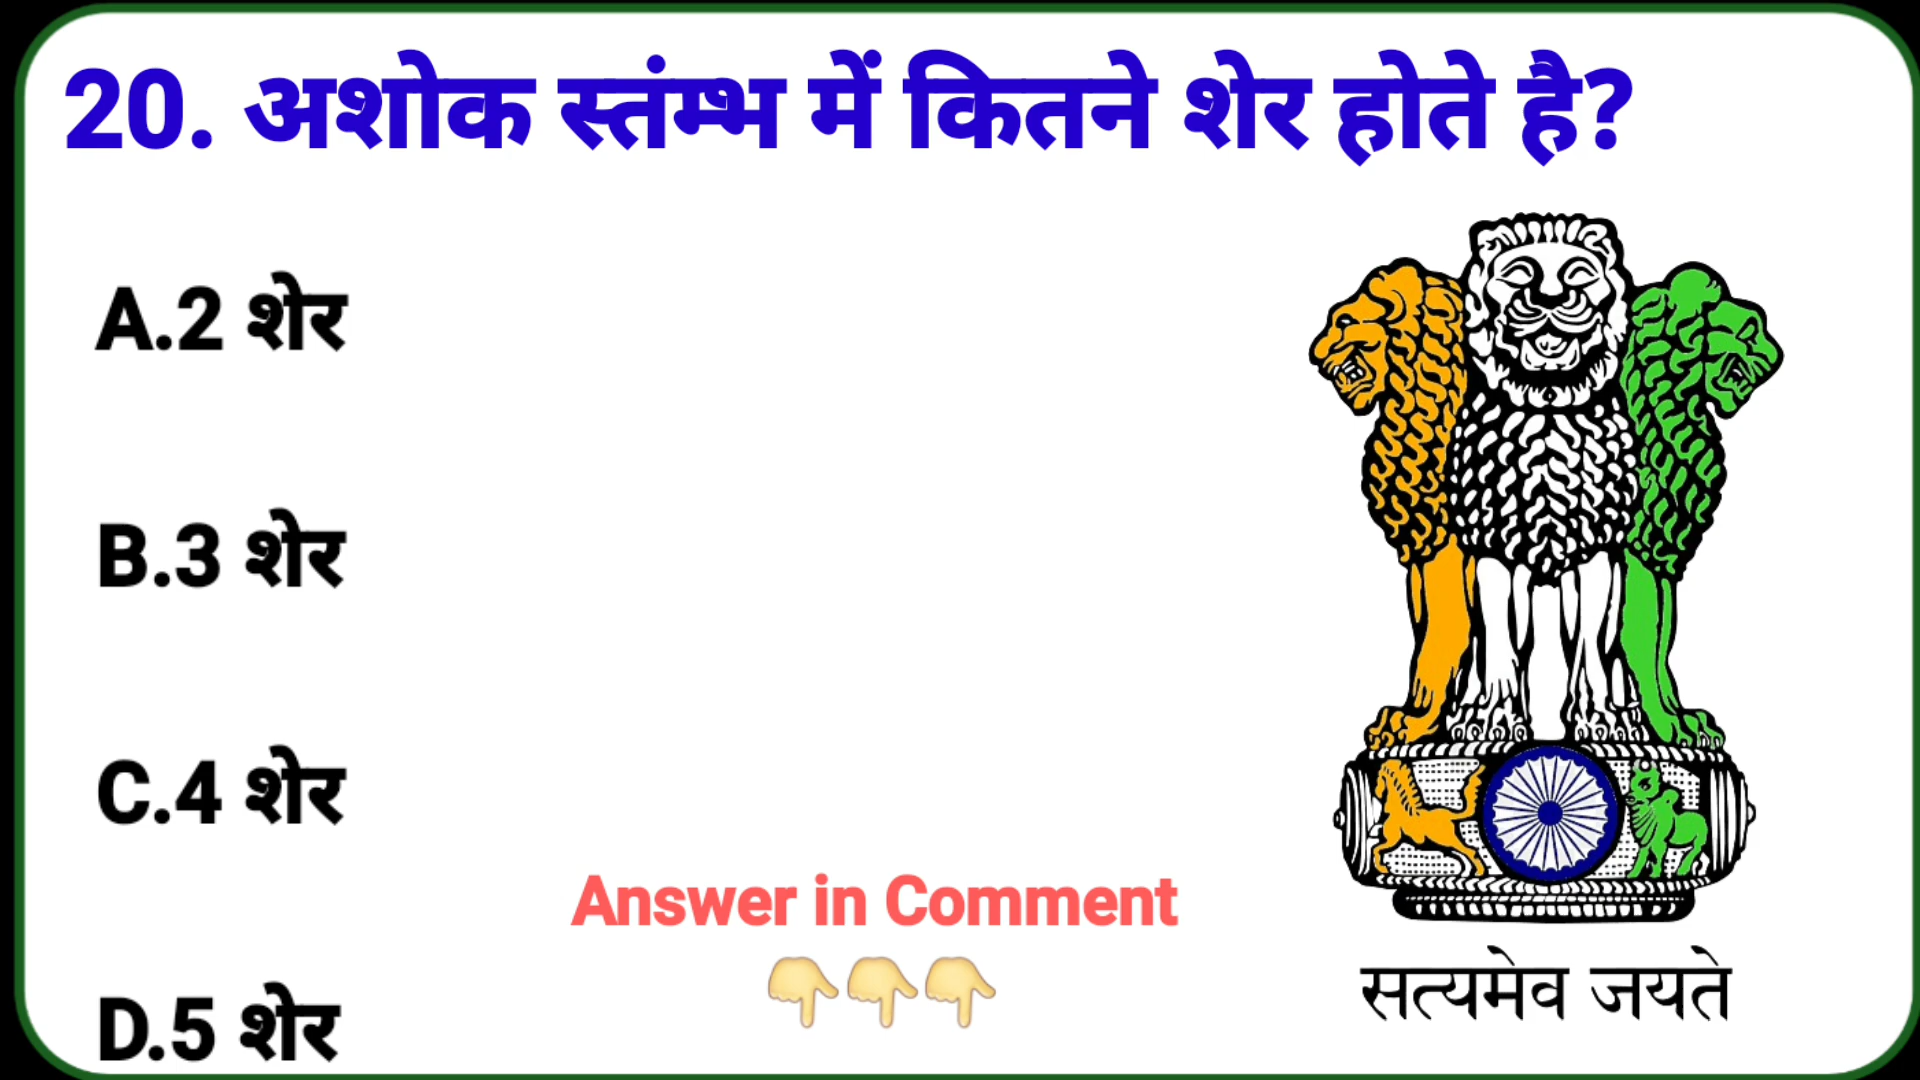 20. अशोक स्तंम्भ में कितने शेर होते है?
A.2 शेर
B.3 शेर
C.4 शेर
Answer in Comment
D.5 शेर
सत्यमेव जयते